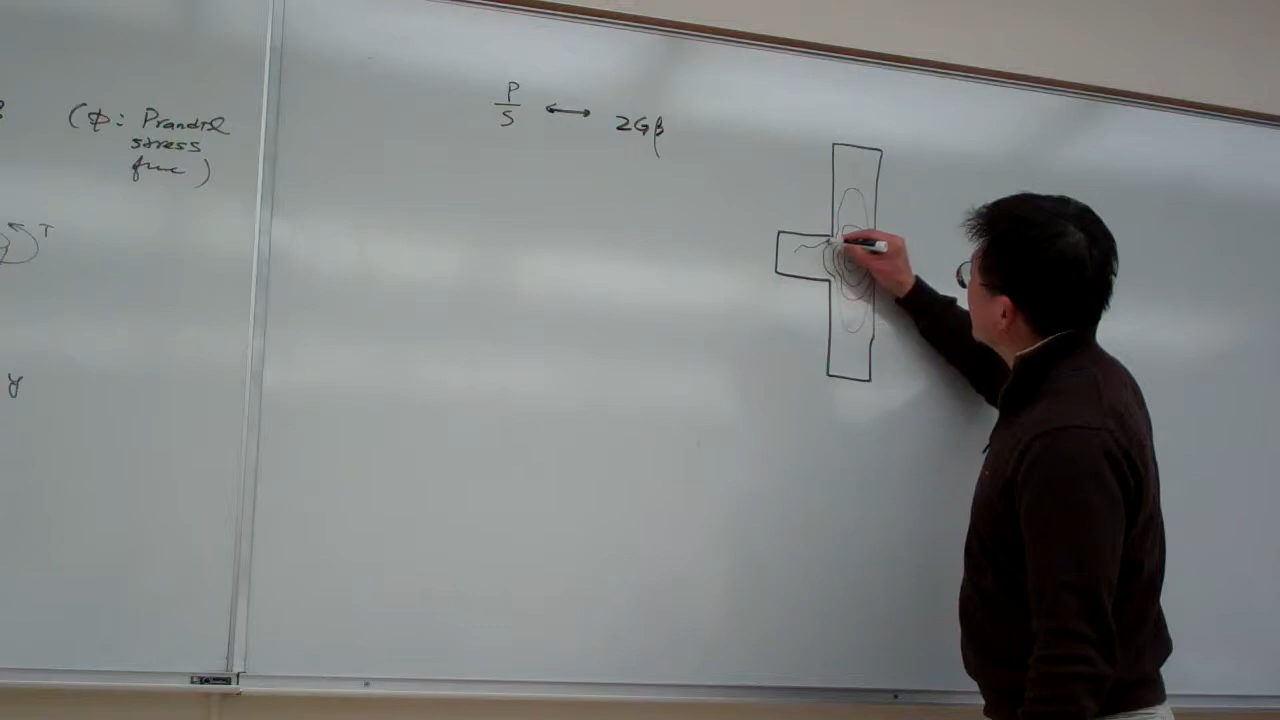 (φ: Prandtl
stress
func)
T
y
P
S
↔
2Gβ